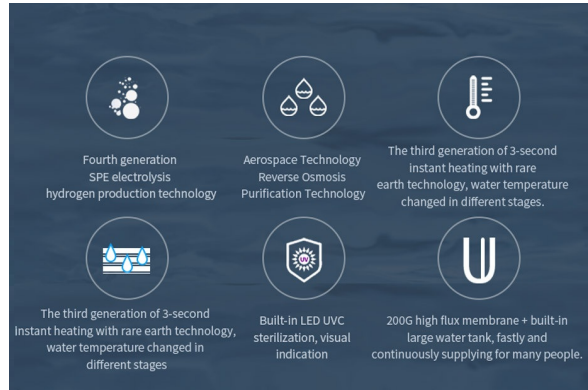 Fourth generation
SPE electrolysis
hydrogen production technology
Aerospace Technology
Reverse Osmosis
Purification Technology
The third generation of 3-second
instant heating with rare
earth technology, water temperature
changed in different stages.
The third generation of 3-second
Instant heating with rare earth technology,
water temperature changed in
different stages
UV
Built-in LED UVC
sterilization, visual
indication
200G high flux membrane + built-in
large water tank, fastly and
continuously supplying for many people.